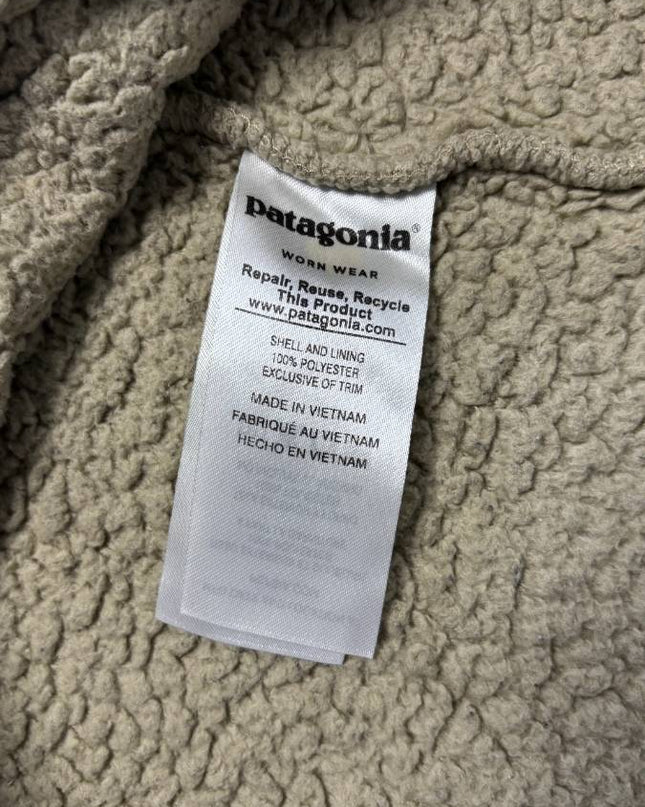 patagonia®
WORN WEAR
Repair, Reuse, Recycle
This Product
www.patagonia.com
SHELL AND LINING
100% POLYESTER
EXCLUSIVE OF TRIM
MADE IN VIETNAM
FABRIQUÉ AU VIETNAM
HECHO EN VIETNAM